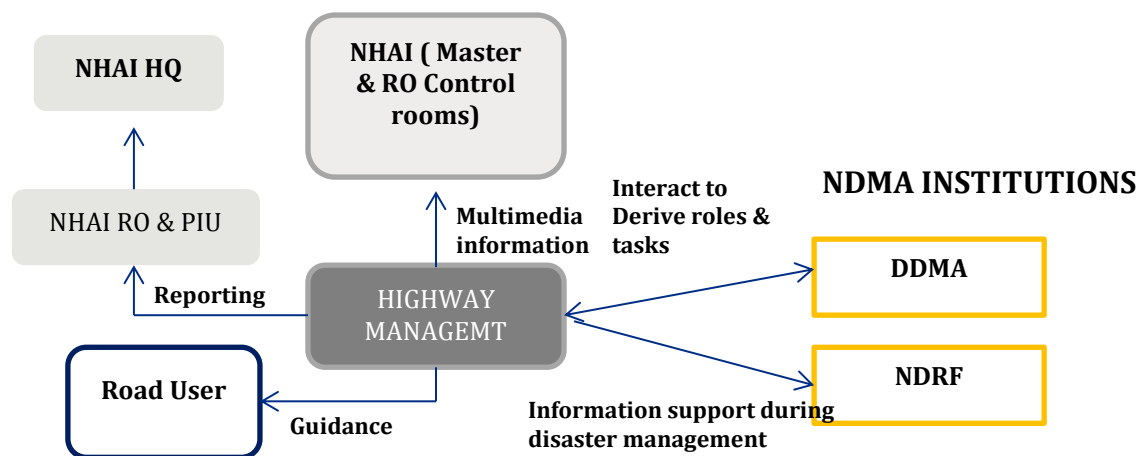 NHAI HQ
NHAI ( Master
& RO Control
rooms)
NHAI RO & PIU
Multimedia
information
Interact to
Derive roles &
tasks
NDMA INSTITUTIONS
DDMA
Reporting
HIGHWAY
MANAGEMT
Road User
Guidance
NDRF
Information support during
disaster management